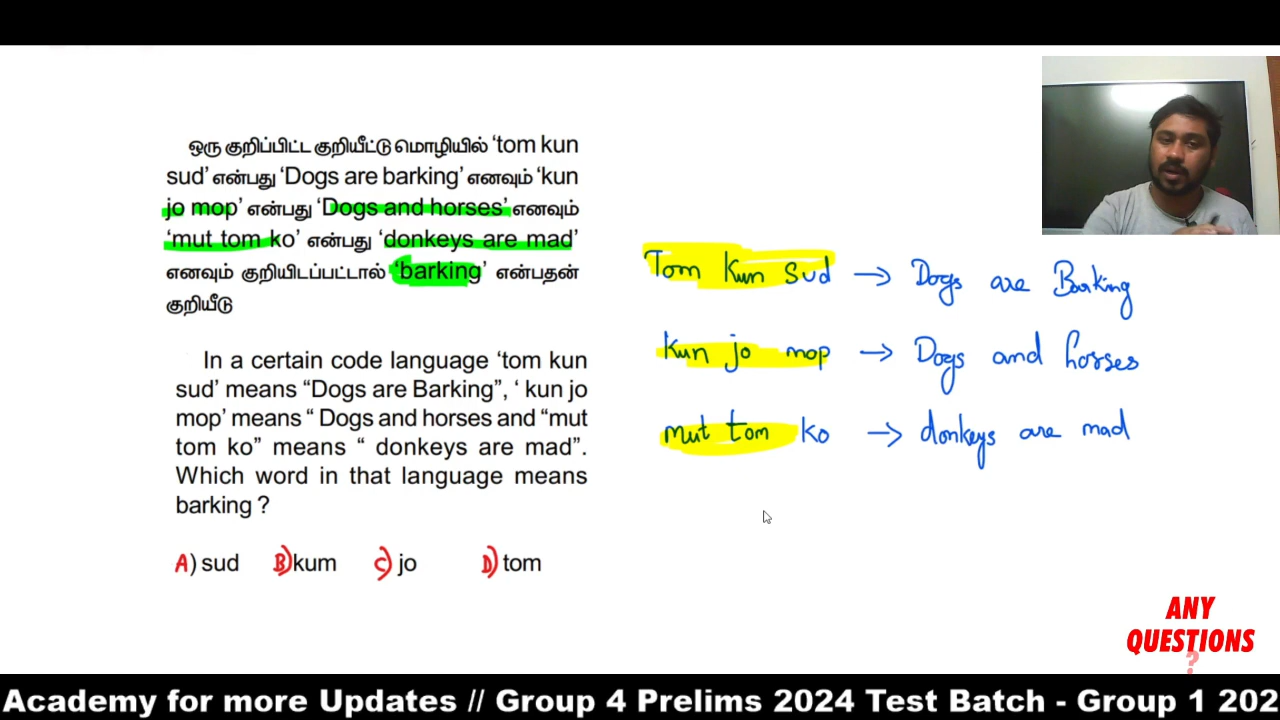 ஒரு குறிப்பிட்ட குறியீட்டு மொழியில் ‘tom kun
sud’ என்பது ‘Dogs are barking’ எனவும் ‘kun
jo mop’ என்பது ‘Dogs and horses’ எனவும்
‘mut tom ko’ என்பது ‘donkeys are mad’
எனவும் குறியிடப்பட்டால் ‘barking’ என்பதன்
குறியீடு
In a certain code language ‘tom kun
sud’ means “Dogs are Barking”, ‘ kun jo
mop’ means “ Dogs and horses and “mut
tom ko” means “ donkeys are mad”.
Which word in that language means
barking ?
A) sud B) kum C) jo D) tom
Tom Kun Sud → Dogs are Barking
Kun jo mop → Dogs and horses
mut tom ko → donkeys are mad
ANY
QUESTIONS
?
Academy for more Updates // Group 4 Prelims 2024 Test Batch - Group 1 202